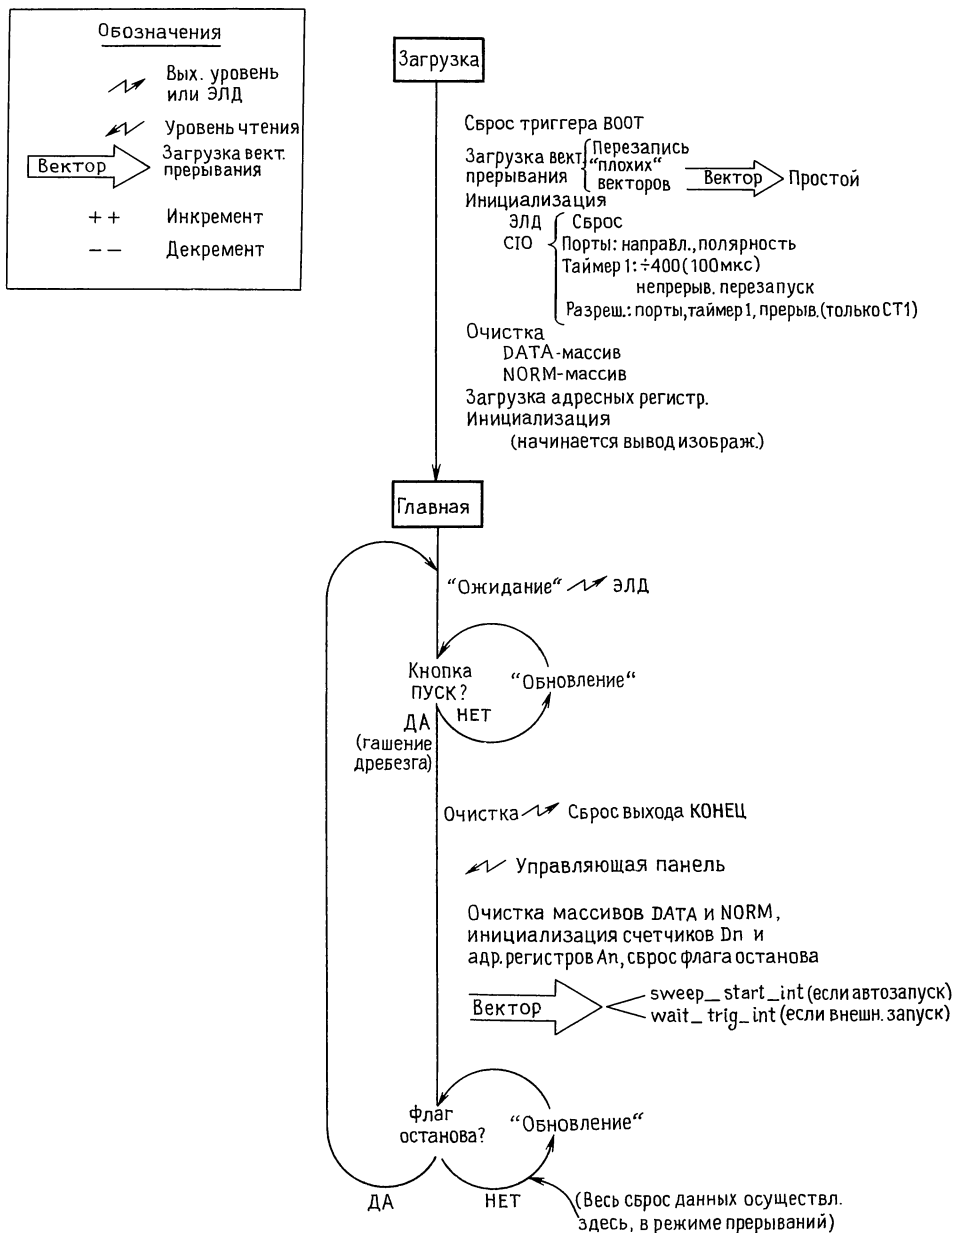 Обозначения
Вых. уровень
или ЭЛД
Уровень чтения
Вектор
Загрузка вект.
прерывания
++ Инкремент
-- Декремент
Загрузка
Сброс триггера BOOT
Загрузка вект.
прерывания
Перезапись
"плохих"
векторов
Вектор
Простой
Инициализация
ЭЛД
CIO
Сброс
Порты: направл., полярность
Таймер 1: ÷400 (100мкс)
непрерыв. перезапуск
Разреш.: порты, таймер 1, прерыв. (только СТ1)
Очистка
DATA-массив
NORM-массив
Загрузка адресных регистр.
Инициализация
(начинается вывод изображ.)
Главная
"Ожидание" ЭЛД
Кнопка
ПУСК?
"Обновление"
НЕТ
ДА
(гашение
дребезга)
Очистка Сброс выхода КОНЕЦ
Управляющая панель
Очистка массивов DATA и NORM,
инициализация счетчиков Dn и
адр. регистров An, сброс флага останова
Вектор
sweep_start_int (если автозапуск)
wait_trig_int (если внешн. запуск)
Флаг
останова?
"Обновление"
ДА
НЕТ
(Весь сброс данных осуществл.
здесь, в режиме прерываний)